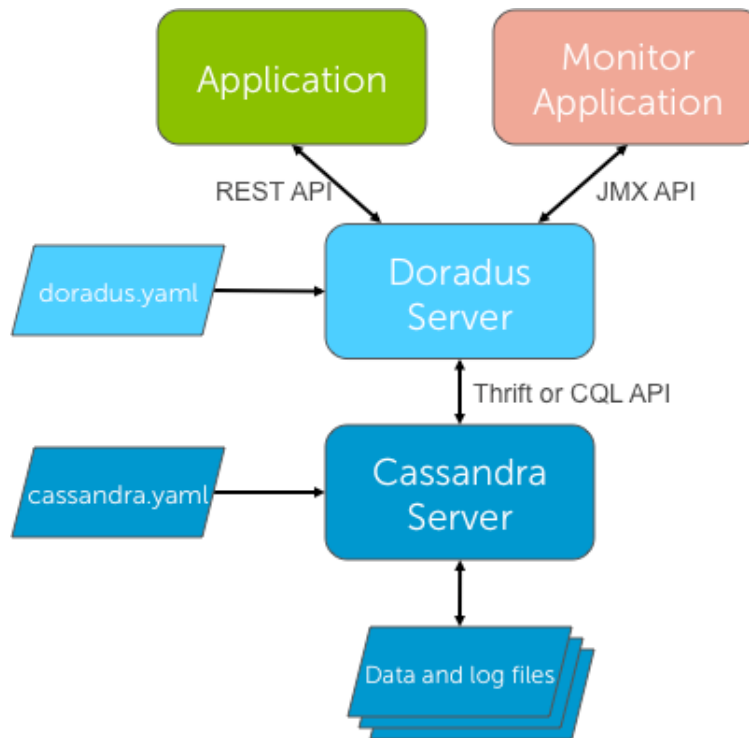 Application
Monitor
Application
REST API
JMX API
doradus.yaml
Doradus
Server
Thrift or CQL API
cassandra.yaml
Cassandra
Server
Data and log files